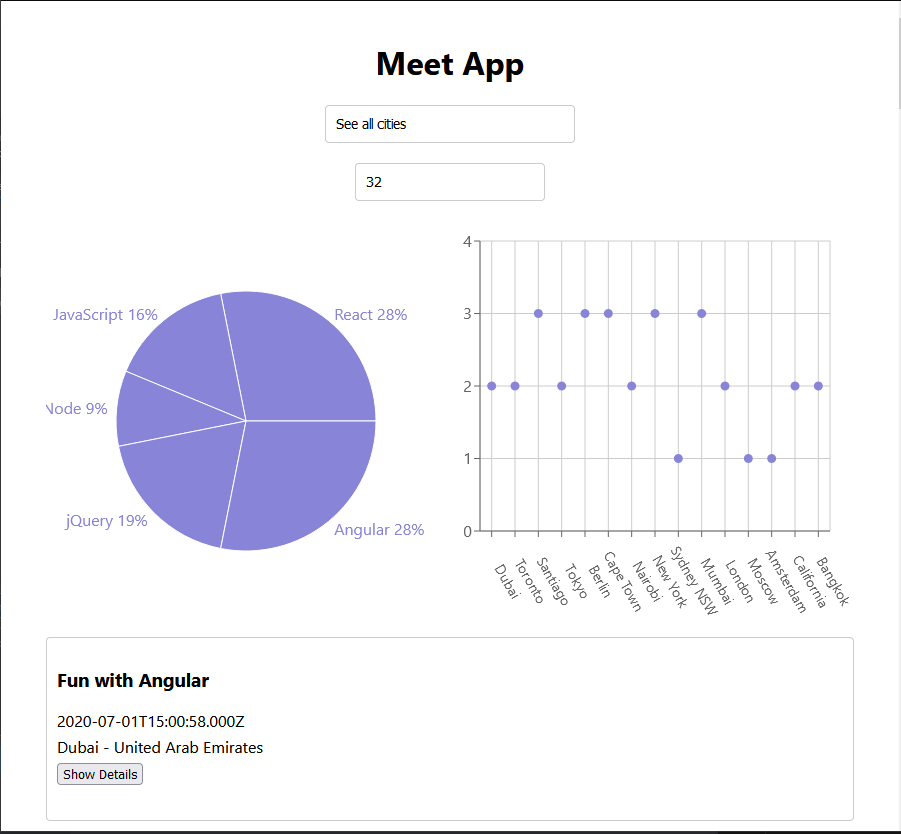 Meet App
See all cities
32
JavaScript 16%
React 28%
Node 9%
jQuery 19%
Angular 28%
4
3
2
1
0
Dubai
Toronto
Santiago
Tokyo
Berlin
Cape Town
Nairobi
New York
Sydney NSW
Mumbai
London
Moscow
Amsterdam
California
Bangkok
Fun with Angular
2020-07-01T15:00:58.000Z
Dubai - United Arab Emirates
Show Details